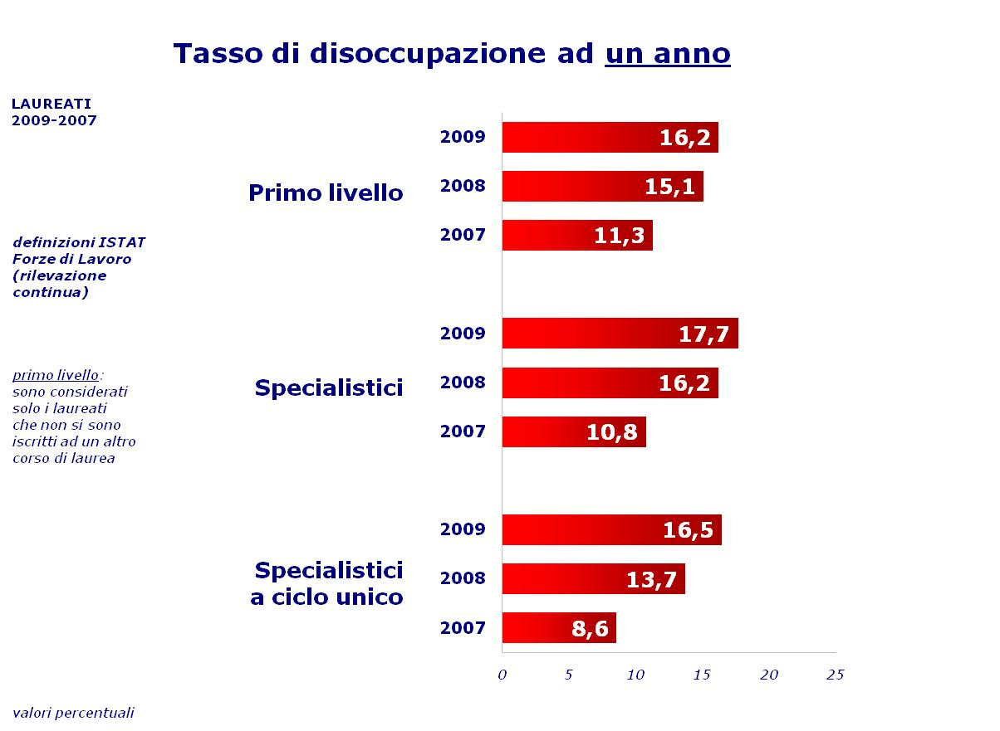 Tasso di disoccupazione ad un anno
LAUREATI
2009-2007
definizioni ISTAT
Forze di Lavoro
(rilevazione
continua)
primo livello:
sono considerati
solo i laureati
che non si sono
iscritti ad un altro
corso di laurea
Primo livello
2009 16,2
2008 15,1
2007 11,3
Specialistici
2009 17,7
2008 16,2
2007 10,8
Specialistici
a ciclo unico
2009 16,5
2008 13,7
2007 8,6
0 5 10 15 20 25
valori percentuali